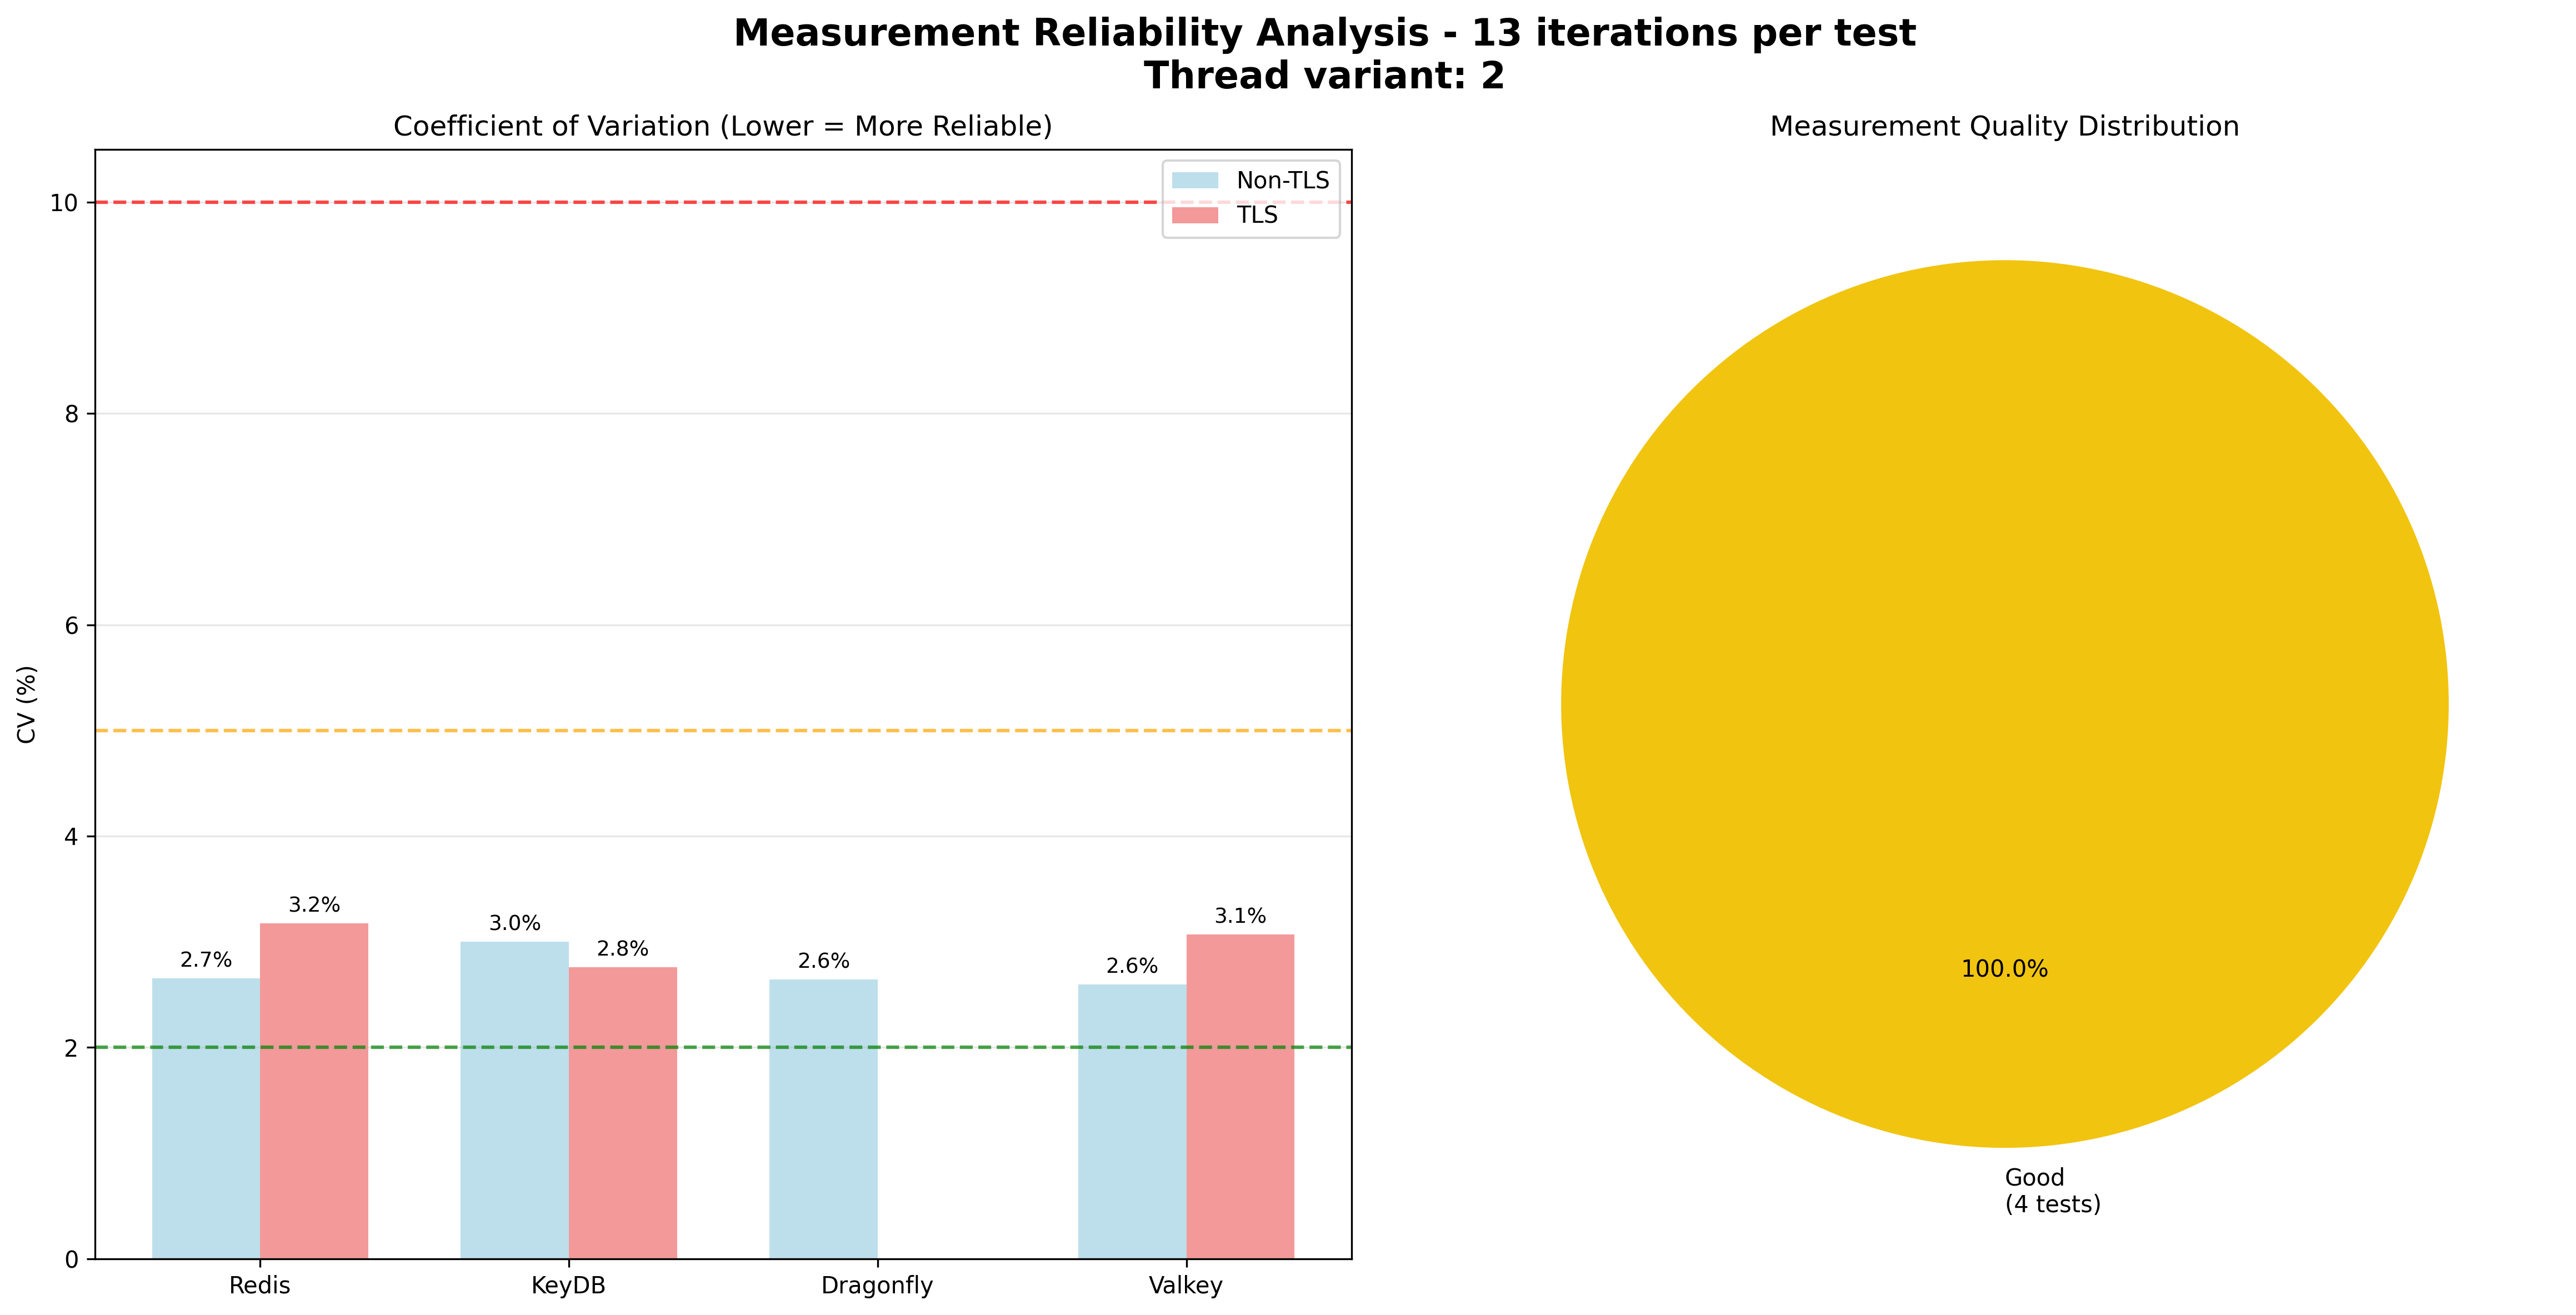 Measurement Reliability Analysis - 13 iterations per test
Thread variant: 2
Coefficient of Variation (Lower = More Reliable)
CV (%)
10
8
6
4
2
0
Non-TLS
TLS
2.7%
3.2%
3.0%
2.8%
2.6%
2.6%
3.1%
Redis
KeyDB
Dragonfly
Valkey
Measurement Quality Distribution
100.0%
Good
(4 tests)